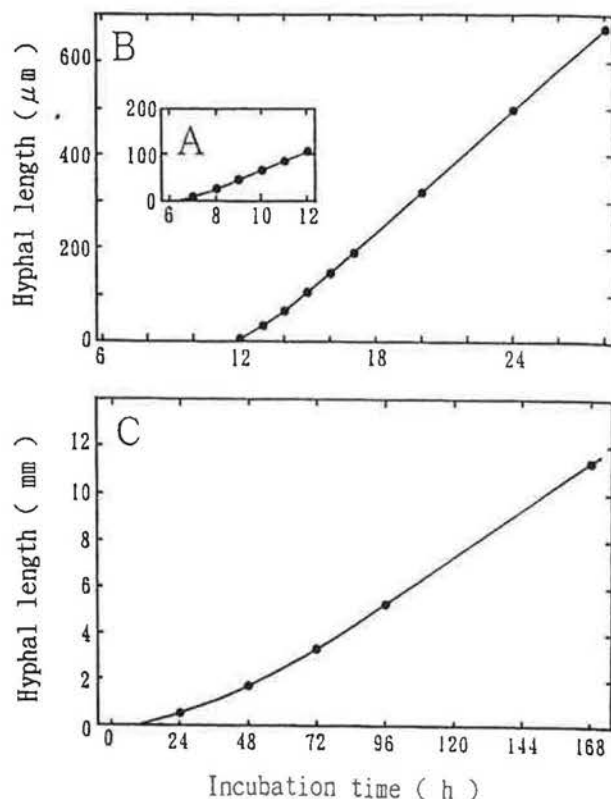 B
Hyphal length ( μm )
600
400
200
0
A
200
100
0
6 8 10 12
6 12 18 24
C
Hyphal length ( mm )
12
10
8
6
4
2
0
0 24 48 72 96 120 144 168
Incubation time ( h )